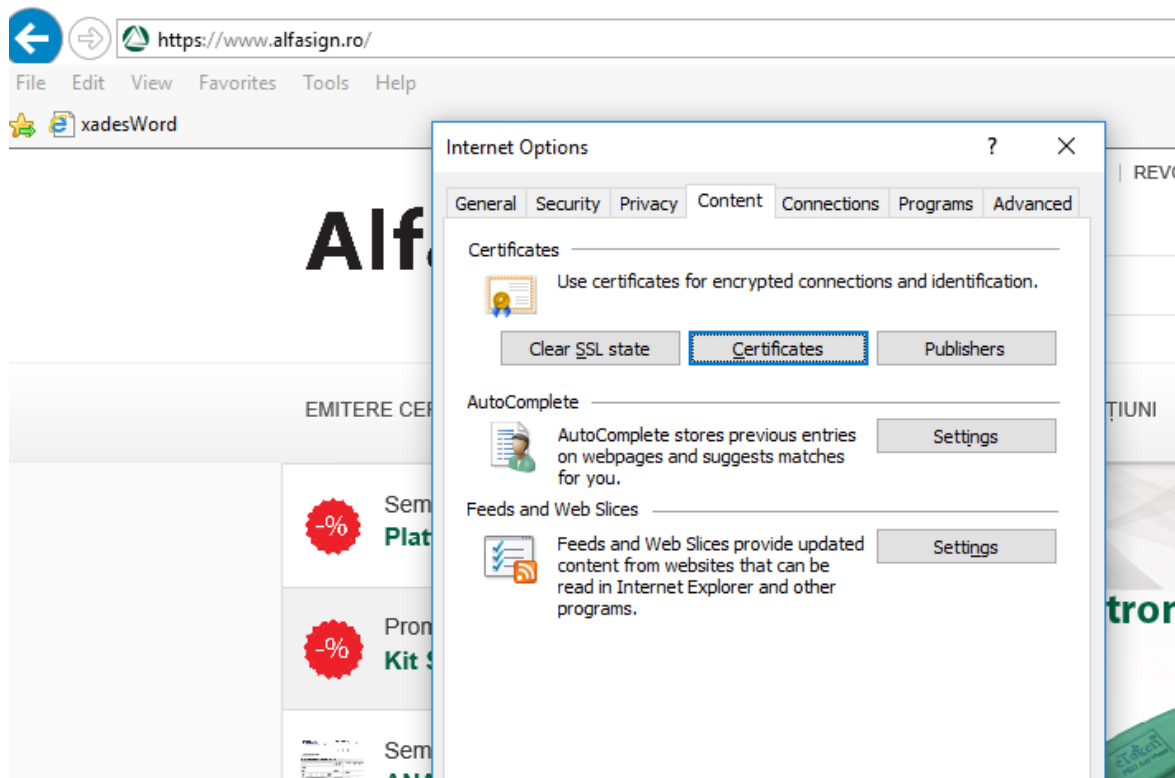 https://www.alfasign.ro/
File Edit View Favorites Tools Help
xadesWord
Internet Options ?
REVO
General Security Privacy Content Connections Programs Advanced
Alf
Certificates
Use certificates for encrypted connections and identification.
Clear SSL state Certificates Publishers
EMITERE CER
ȚIUNI
AutoComplete
AutoComplete stores previous entries
on webpages and suggests matches
for you.
Settings
Feeds and Web Slices
Feeds and Web Slices provide updated
content from websites that can be
read in Internet Explorer and other
programs.
Settings
-% Sem
Plat
-% Prom
Kit S
Sem
tron
eToken